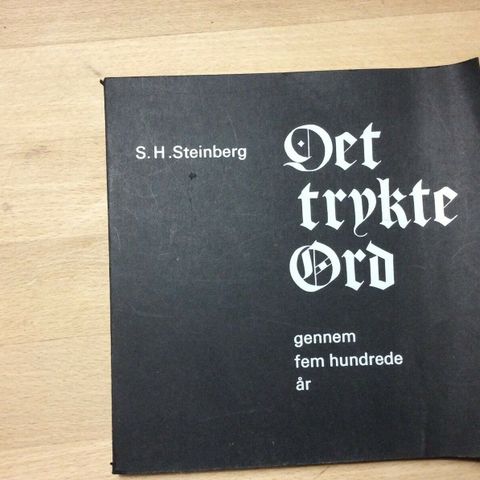 S.H.Steinberg
Det
trykte
Ord
gennem
fem hundrede
år